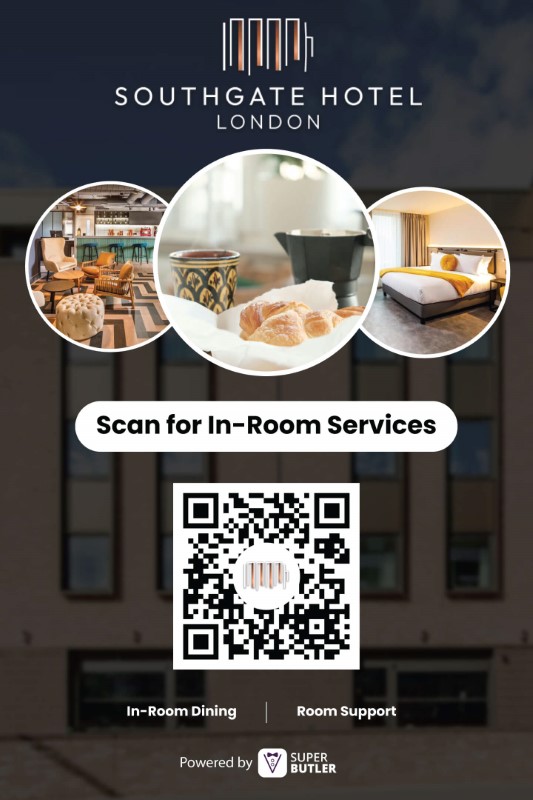 SOUTHGATE HOTEL
LONDON
Scan for In-Room Services
In-Room Dining | Room Support
Powered by SUPER
BUTLER